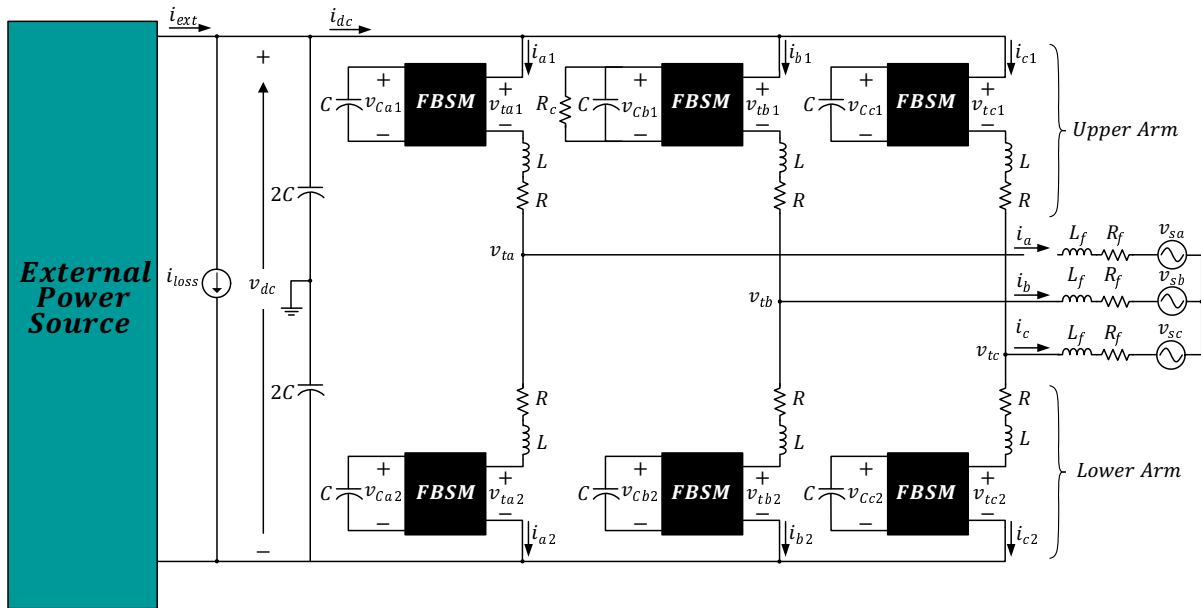 i_ext
i_dc
i_a1
i_b1
i_c1
+
C
+
v_Ca1
−
FBSM
+
v_ta1
−
R_c
C
+
v_Cb1
−
FBSM
+
v_tb1
−
C
+
v_Cc1
−
FBSM
+
v_tc1
−
Upper Arm
L
L
L
2C
R
R
R
External
Power
Source
i_loss
v_dc
v_ta
i_a
L_f
R_f
v_sa
v_tb
i_b
L_f
R_f
v_sb
v_tc
i_c
L_f
R_f
v_sc
2C
R
R
R
L
L
L
C
+
v_Ca2
−
FBSM
+
v_ta2
−
C
+
v_Cb2
−
FBSM
+
v_tb2
−
C
+
v_Cc2
−
FBSM
+
v_tc2
−
Lower Arm
−
i_a2
i_b2
i_c2